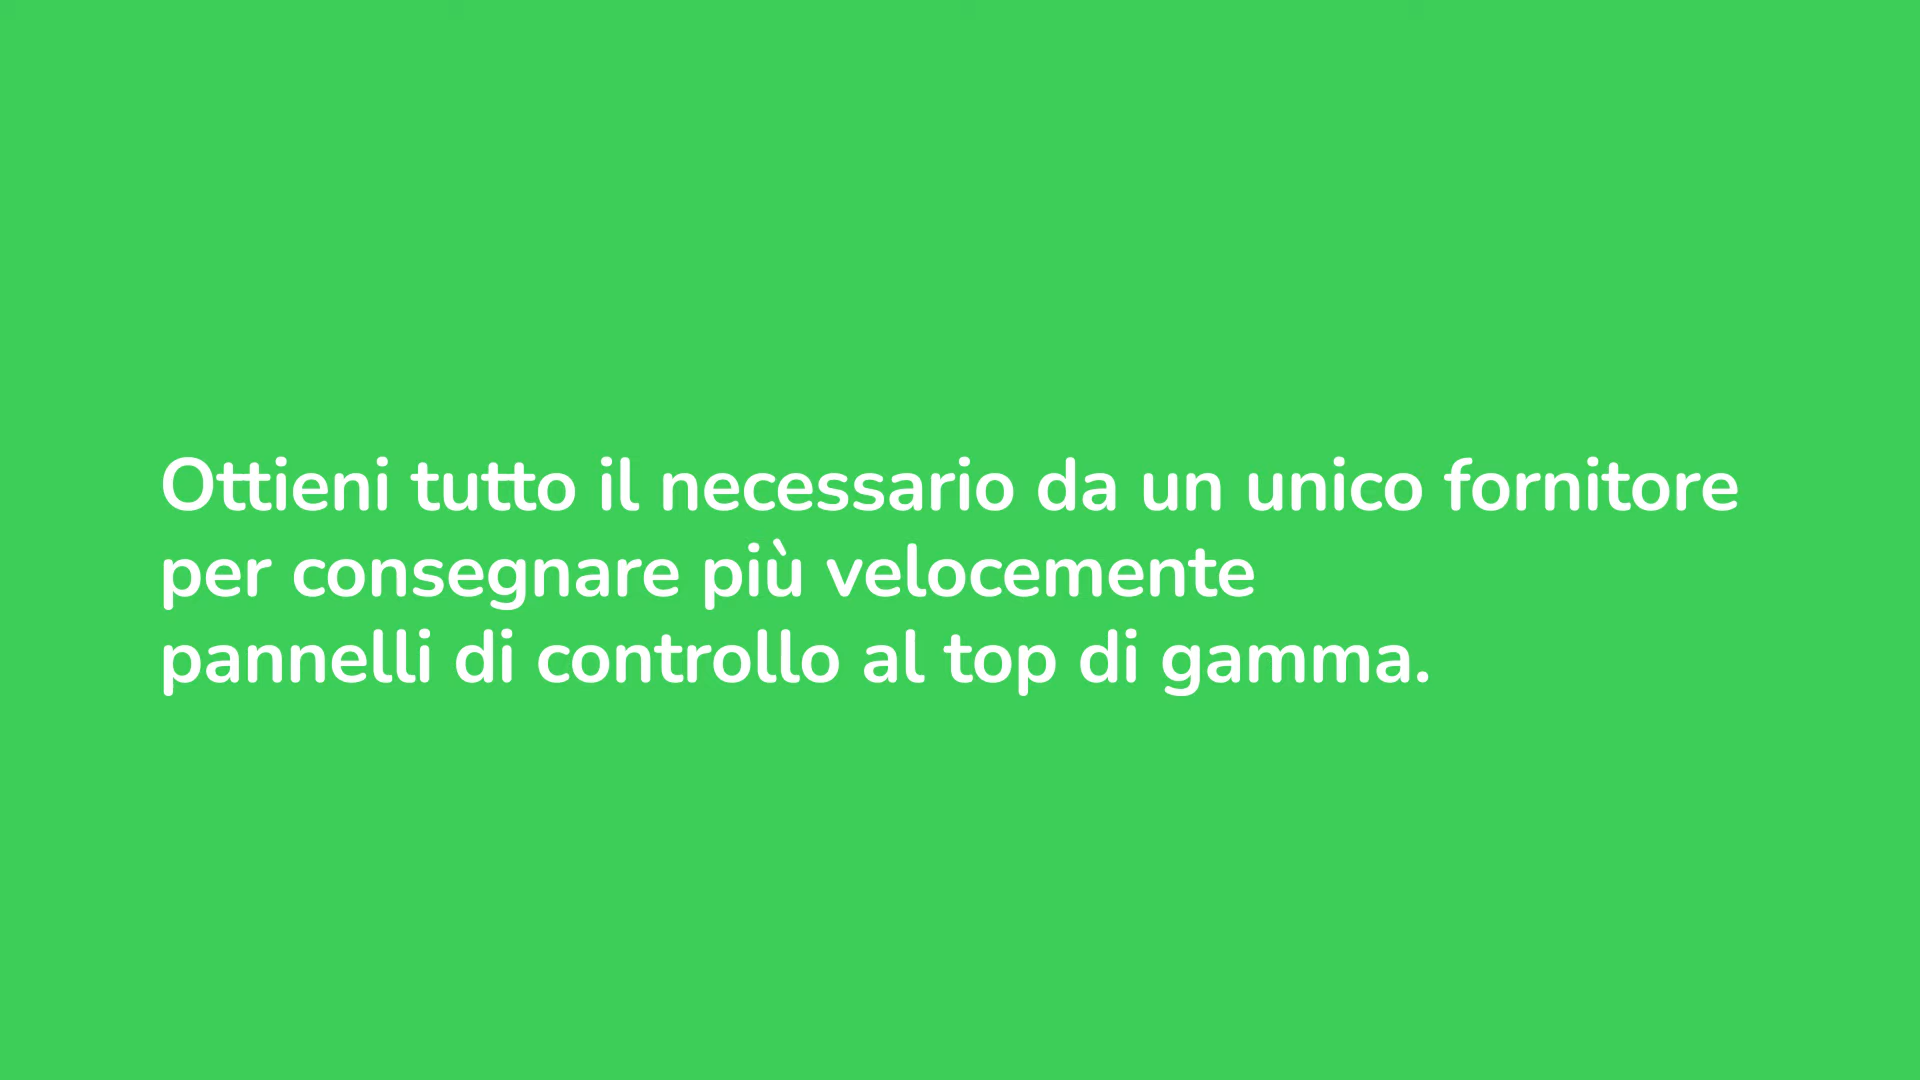 Ottieni tutto il necessario da un unico fornitore
per consegnare più velocemente
pannelli di controllo al top di gamma.